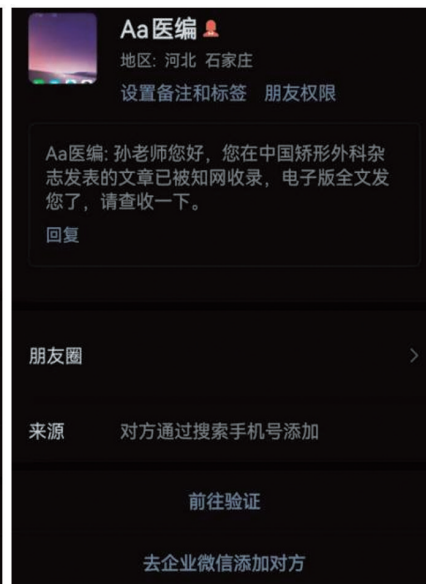 Aa医编
地区: 河北 石家庄
设置备注和标签 朋友权限
Aa医编: 孙老师您好，您在中国矫形外科杂
志发表的文章已被知网收录，电子版全文发
您了，请查收一下。
回复
朋友圈
来源 对方通过搜索手机号添加
前往验证
去企业微信添加对方